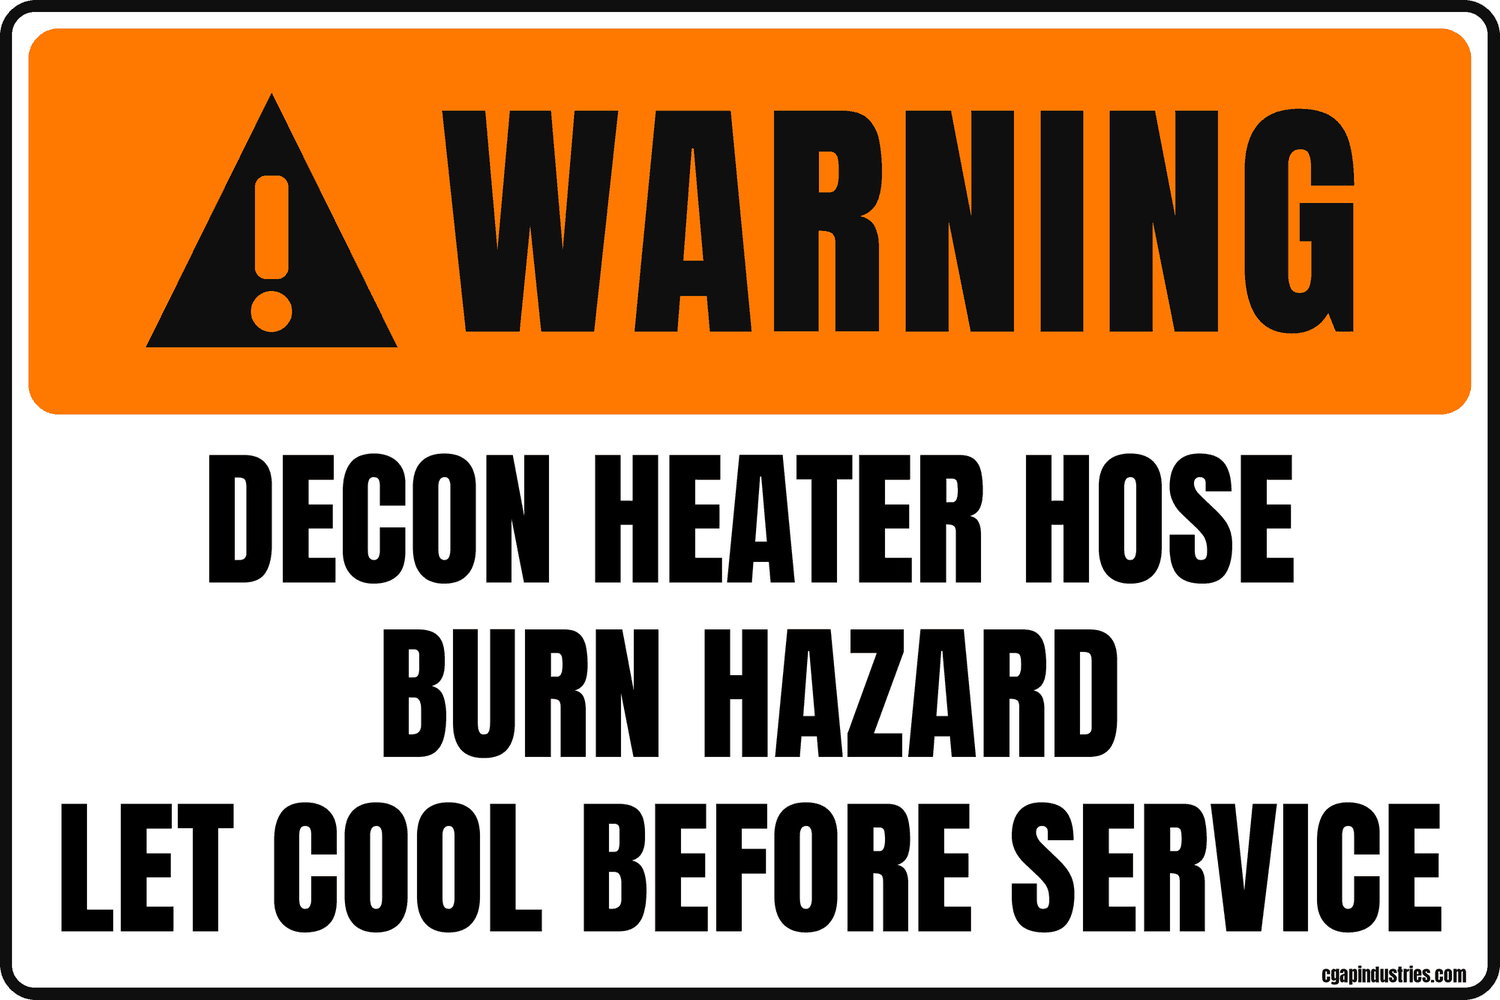 WARNING
DECON HEATER HOSE
BURN HAZARD
LET COOL BEFORE SERVICE
cgapindustries.com